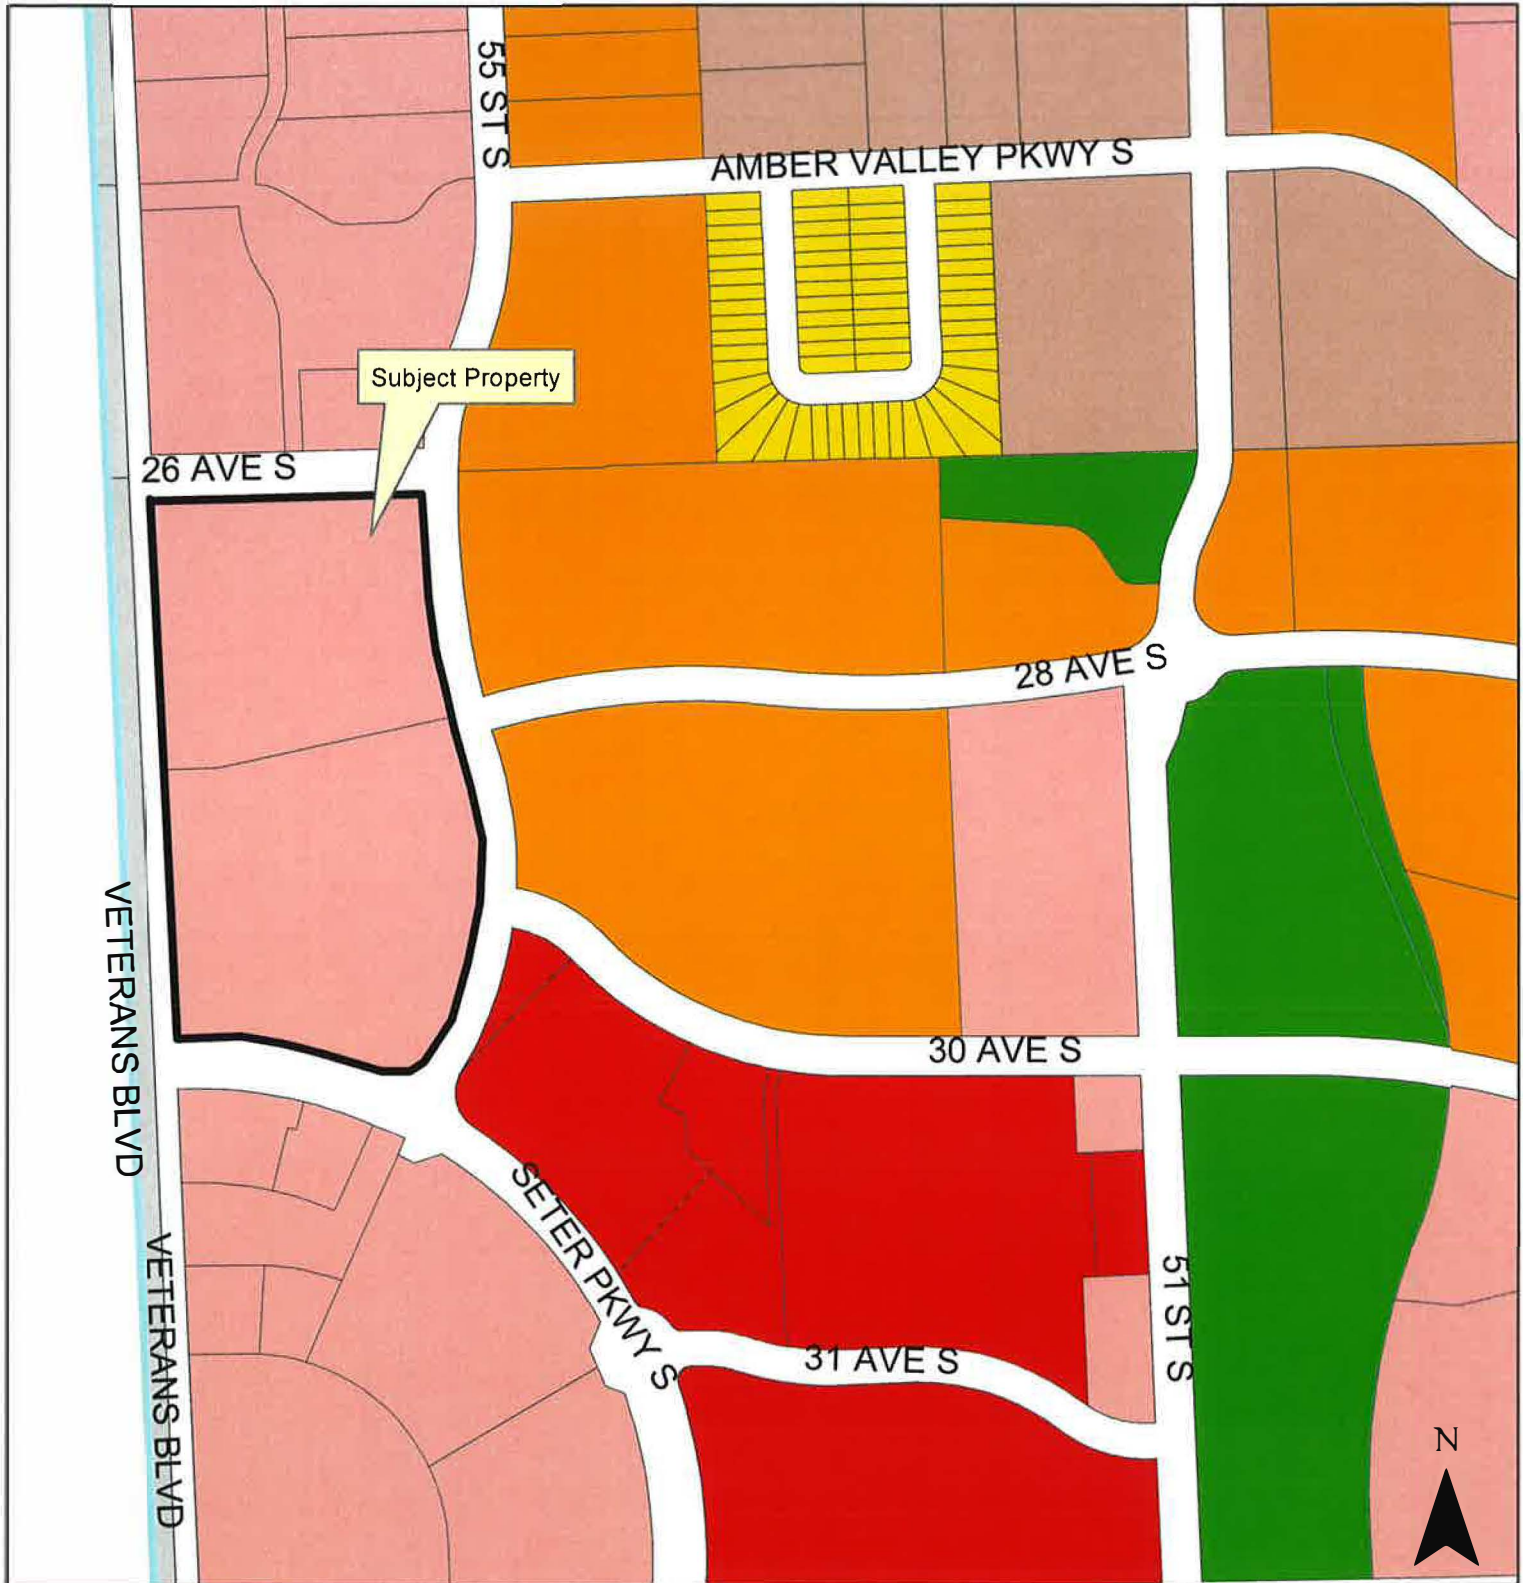 55 ST S
AMBER VALLEY PKWY S
Subject Property
26 AVE S
28 AVE S
VETERANS BLVD
30 AVE S
SETER PKWY S
VETERANS BLVD
51 ST S
31 AVE S
N